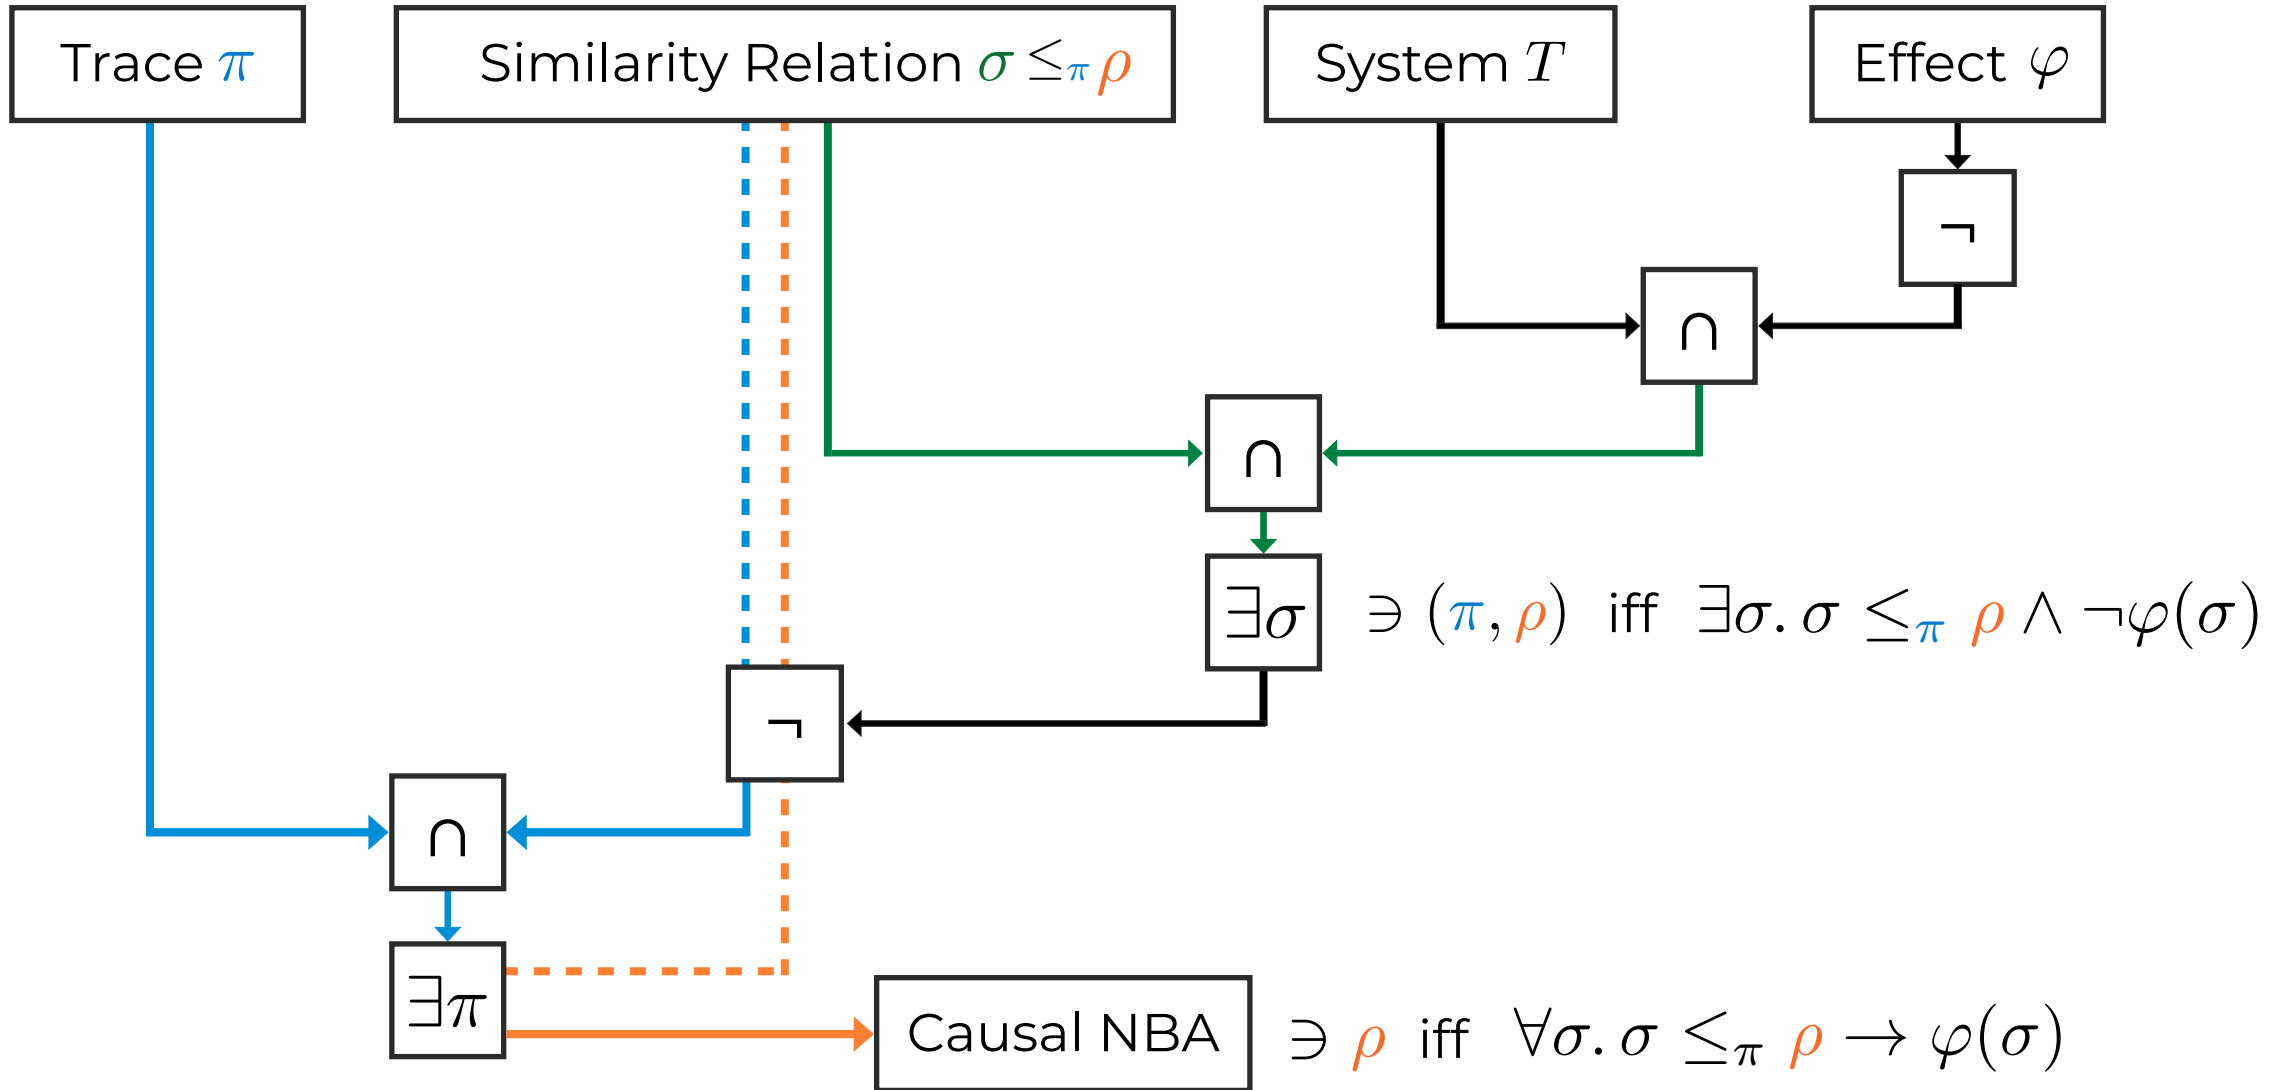 Trace π
Similarity Relation σ ≤π ρ
System T
Effect φ
¬
∩
∩
∃σ
∋ (π, ρ) iff ∃σ. σ ≤π ρ ∧ ¬φ(σ)
¬
∩
∃π
Causal NBA
∋ ρ iff ∀σ. σ ≤π ρ → φ(σ)